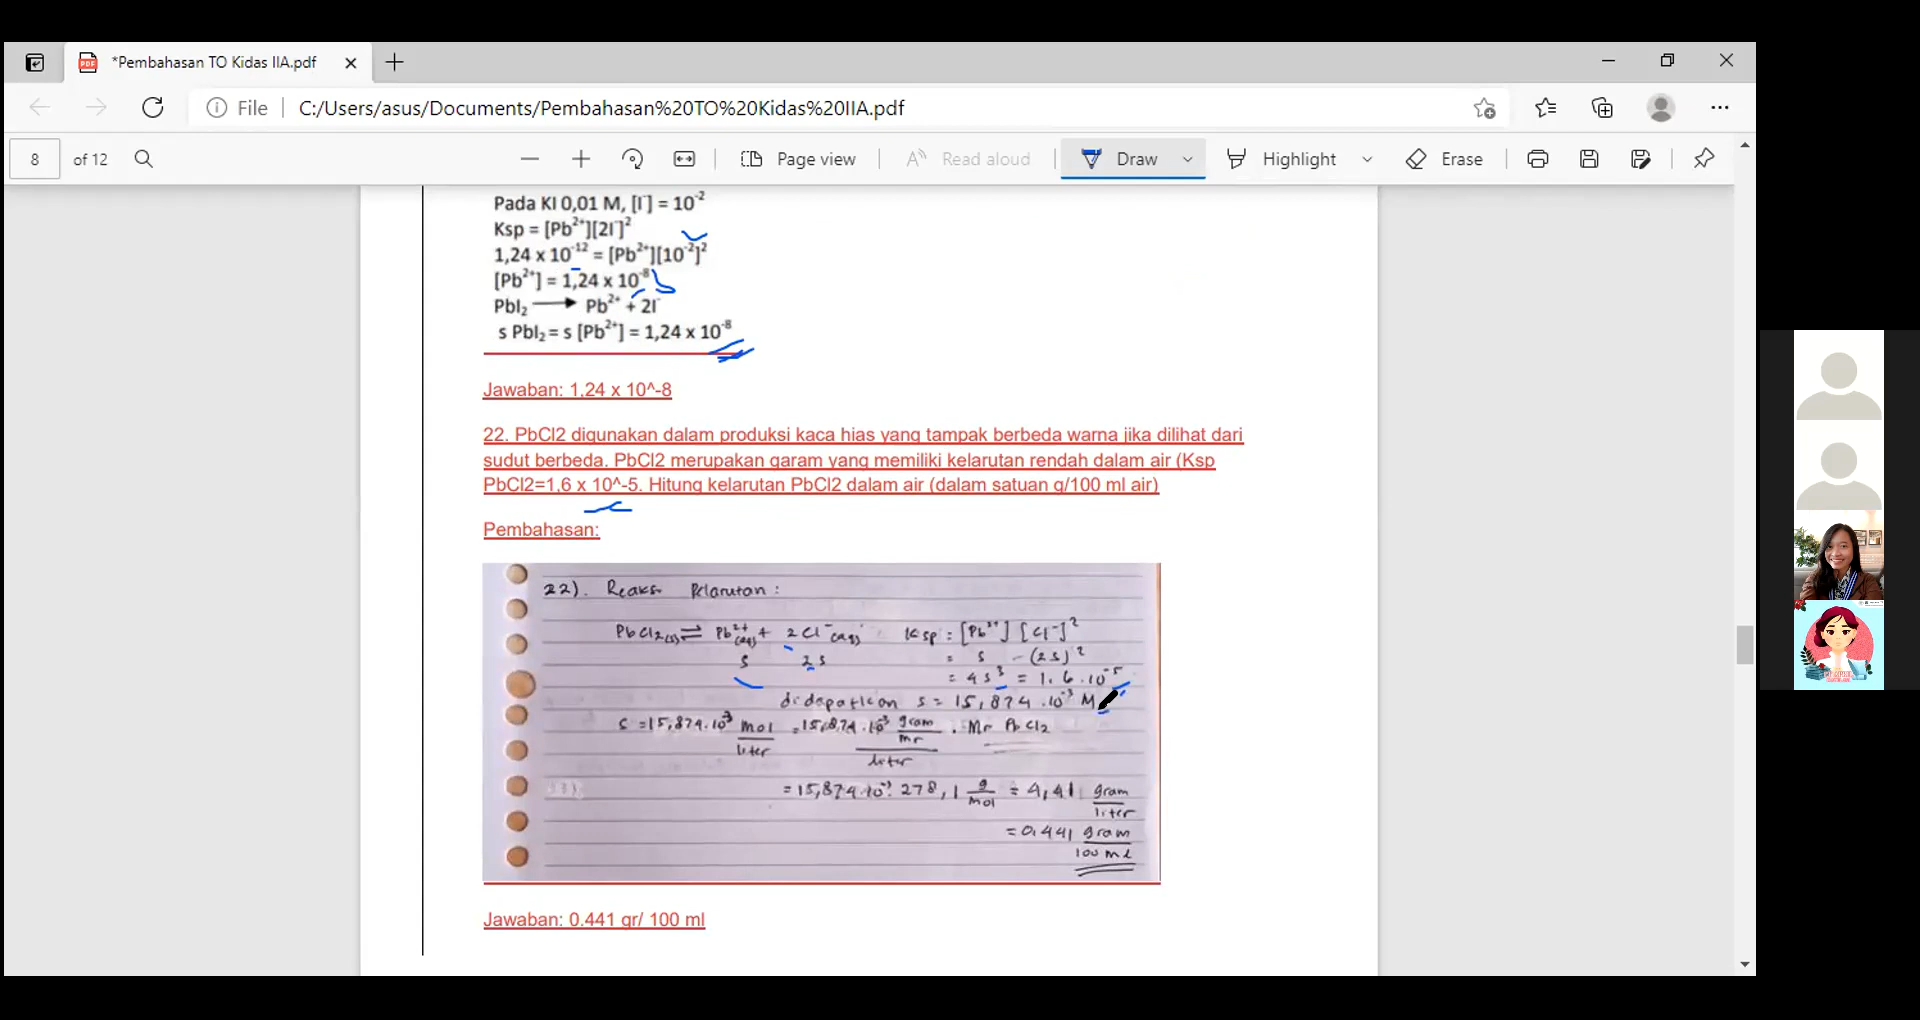 *Pembahasan TO Kidas IIA.pdf
File
C:/Users/asus/Documents/Pembahasan%20TO%20Kidas%20IIA.pdf
8 of 12
Page view
Read aloud
Draw
Highlight
Erase
Pada KI 0,01 M, [I⁻] = 10⁻²
Ksp = [Pb²⁺][2I⁻]²
1,24 x 10⁻¹² = [Pb²⁺][10⁻²]²
[Pb²⁺] = 1,24 x 10⁻⁸
PbI₂ → Pb²⁺ + 2I⁻
s PbI₂ = s [Pb²⁺] = 1,24 x 10⁻⁸
Jawaban: 1,24 x 10^-8
22. PbCl2 digunakan dalam produksi kaca hias yang tampak berbeda warna jika dilihat dari
sudut berbeda. PbCl2 merupakan garam yang memiliki kelarutan rendah dalam air (Ksp
PbCl2=1,6 x 10^-5. Hitung kelarutan PbCl2 dalam air (dalam satuan g/100 ml air)
Pembahasan:
22). Reaksi Pelarutan :
PbCl₂(s) ⇌ Pb²⁺(aq) + 2Cl⁻(aq) Ksp = [Pb²⁺] [Cl⁻]²
s 2s = s - (2s)²
= 4s³ = 1.6.10⁻⁵
didapatkan s = 15,874 .10⁻³ M
s = 15,874.10⁻³ mol/liter = 15,874.10⁻³ gram/mr/liter . Mr PbCl2
= 15,874.10⁻³. 278,1 g/mol = 4,41 gram/liter
= 0,441 gram/100 ml
Jawaban: 0.441 gr/ 100 ml